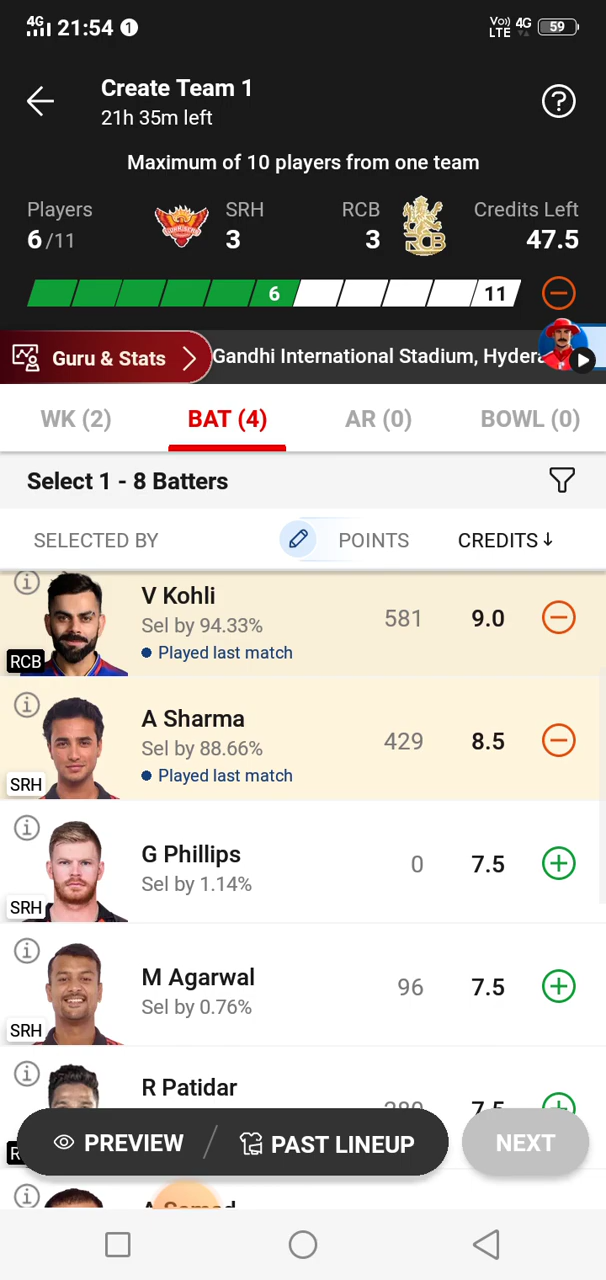 4G 21:54 1 Vo) LTE 4G 59
Create Team 1
21h 35m left
Maximum of 10 players from one team
Players SRH RCB Credits Left
6/11 3 3 47.5
RCB
6 11
Guru & Stats Gandhi International Stadium, Hydera
WK (2) BAT (4) AR (0) BOWL (0)
Select 1 - 8 Batters
SELECTED BY POINTS CREDITS↓
V Kohli
Sel by 94.33% 581 9.0
Played last match
RCB
A Sharma
Sel by 88.66% 429 8.5
Played last match
SRH
G Phillips
Sel by 1.14% 0 7.5
SRH
M Agarwal
Sel by 0.76% 96 7.5
SRH
R Patidar
7.5
PREVIEW / PAST LINEUP NEXT